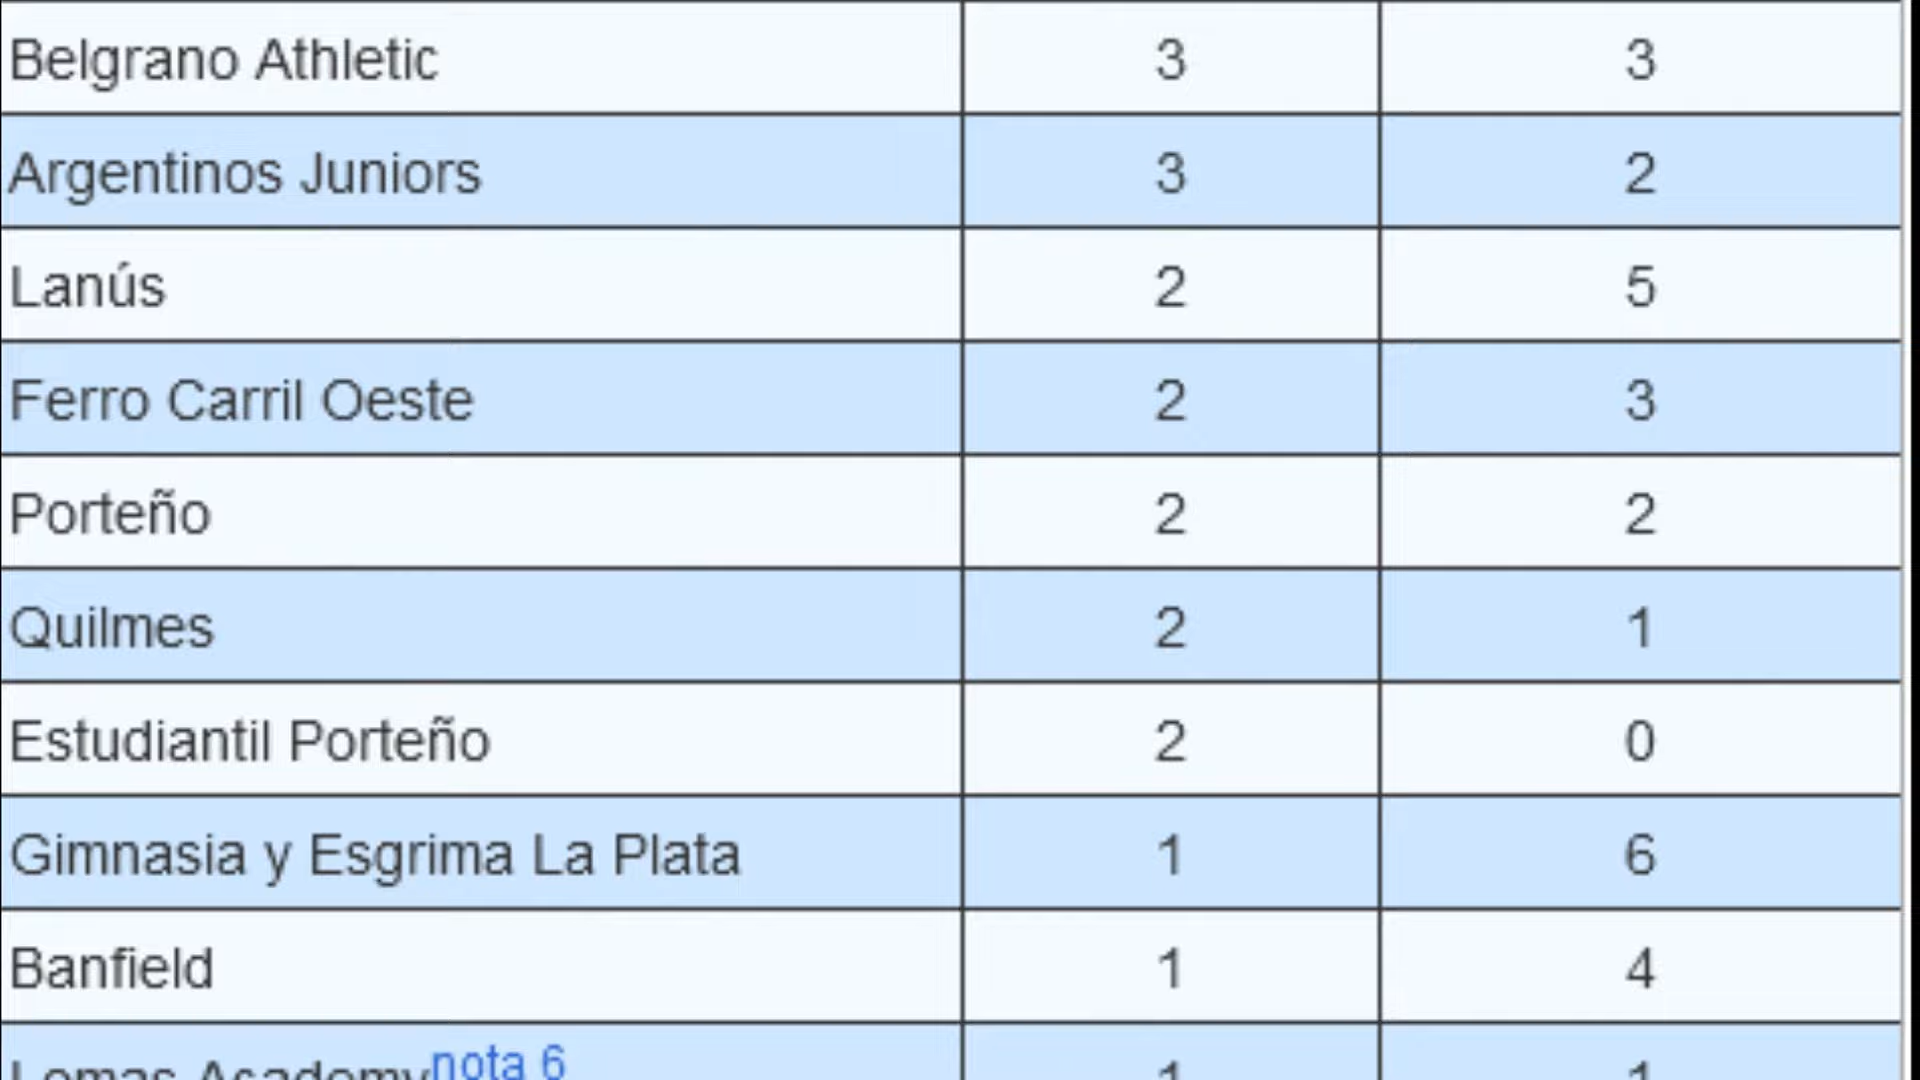 Belgrano Athletic 3 3
Argentinos Juniors 3 2
Lanús 2 5
Ferro Carril Oeste 2 3
Porteño 2 2
Quilmes 2 1
Estudiantil Porteño 2 0
Gimnasia y Esgrima La Plata 1 6
Banfield 1 4
Lomas Academy nota 6 1 1